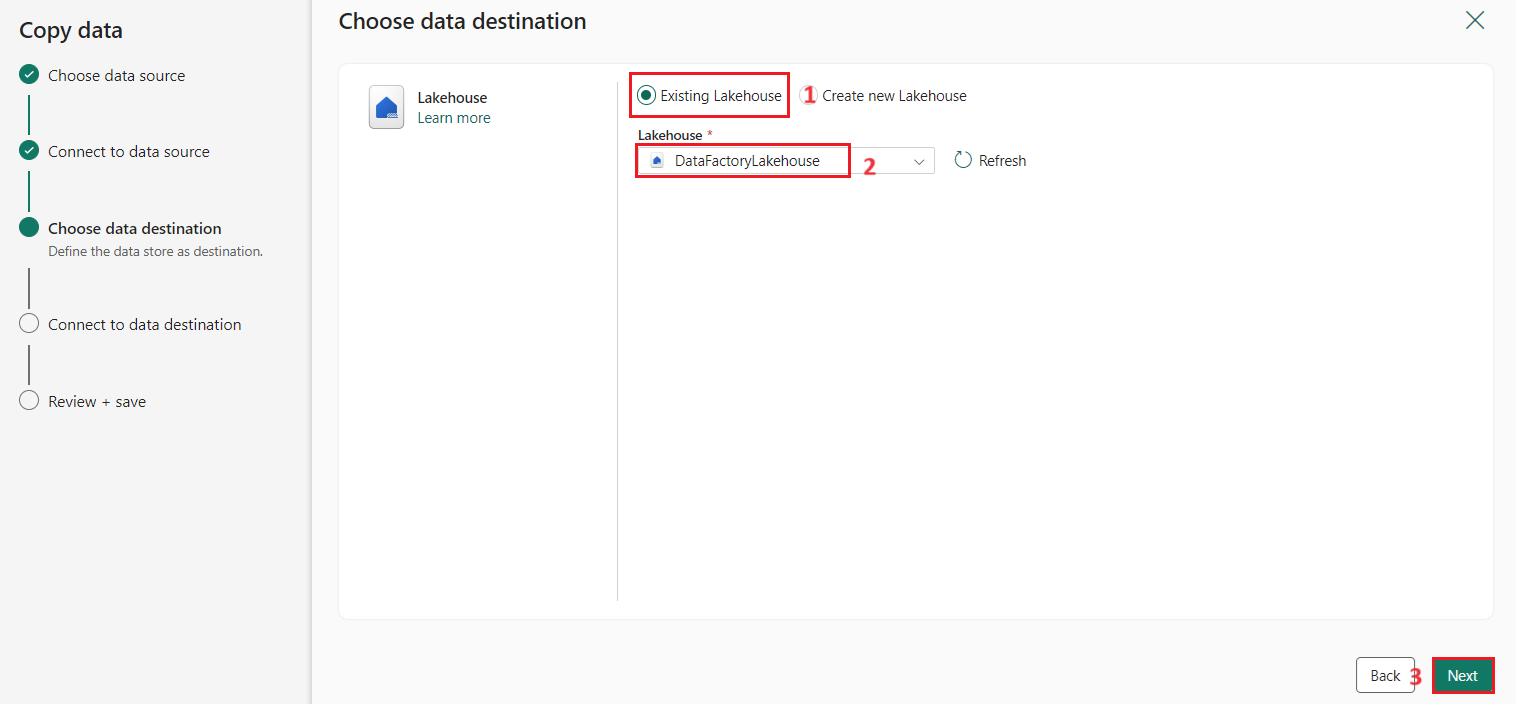 Copy data
Choose data source
Connect to data source
Choose data destination
Define the data store as destination.
Connect to data destination
Review + save
Choose data destination
Lakehouse
Learn more
Existing Lakehouse 1 Create new Lakehouse
Lakehouse *
DataFactoryLakehouse 2 Refresh
Back 3 Next